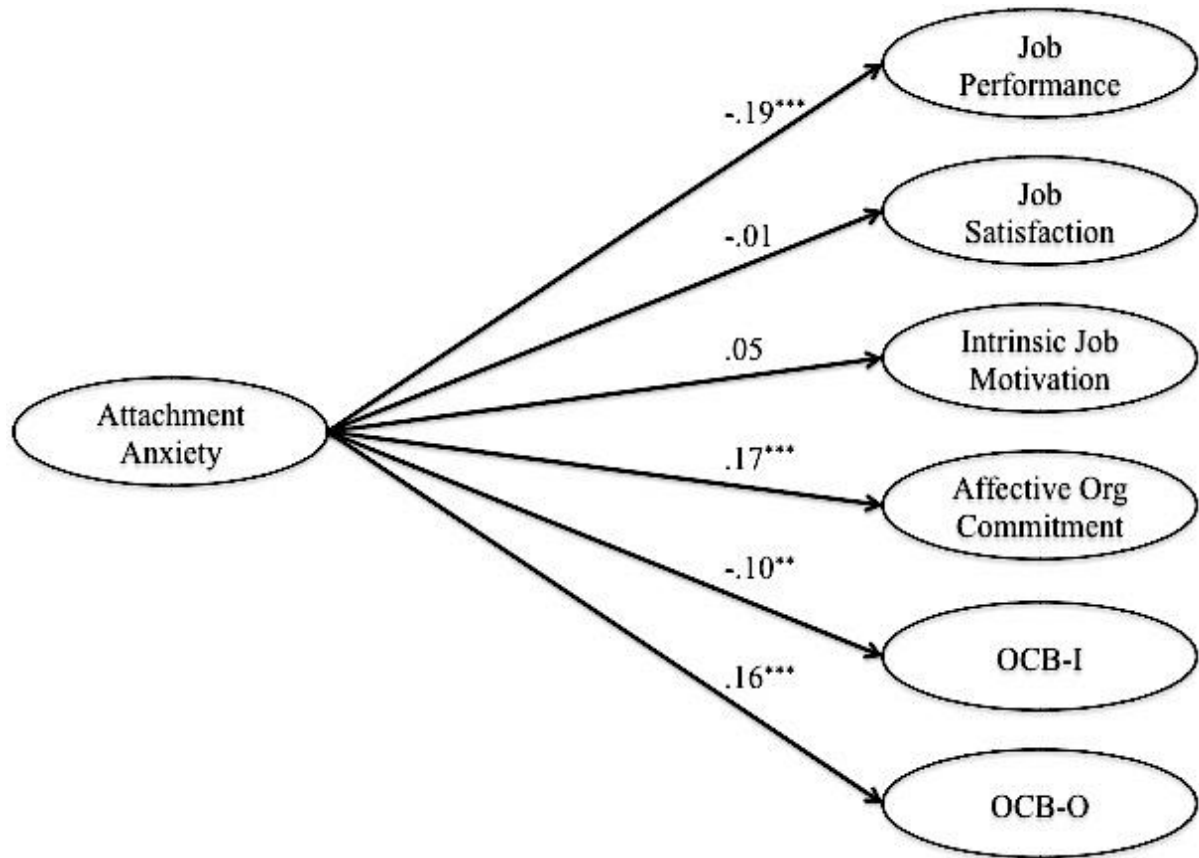 Job
Performance
-.19***
Job
Satisfaction
-.01
Intrinsic Job
Motivation
.05
Attachment
Anxiety
.17***
Affective Org
Commitment
-.10**
OCB-I
.16***
OCB-O